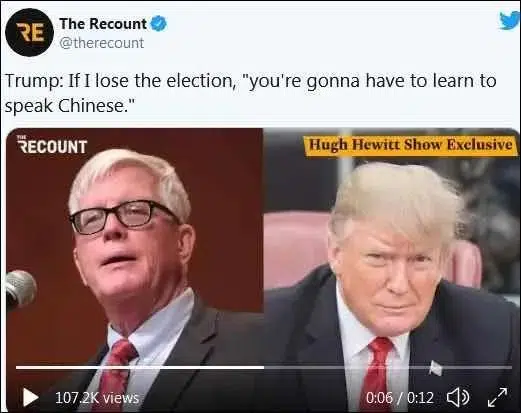 The Recount
@therecount
Trump: If I lose the election, "you're gonna have to learn to
speak Chinese."
THE RECOUNT
Hugh Hewitt Show Exclusive
107.2K views
0:06 / 0:12